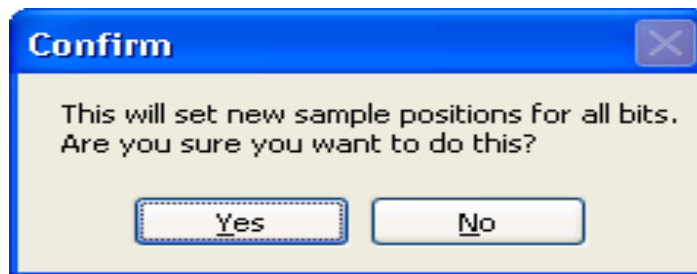 Confirm
This will set new sample positions for all bits.
Are you sure you want to do this?
Yes No